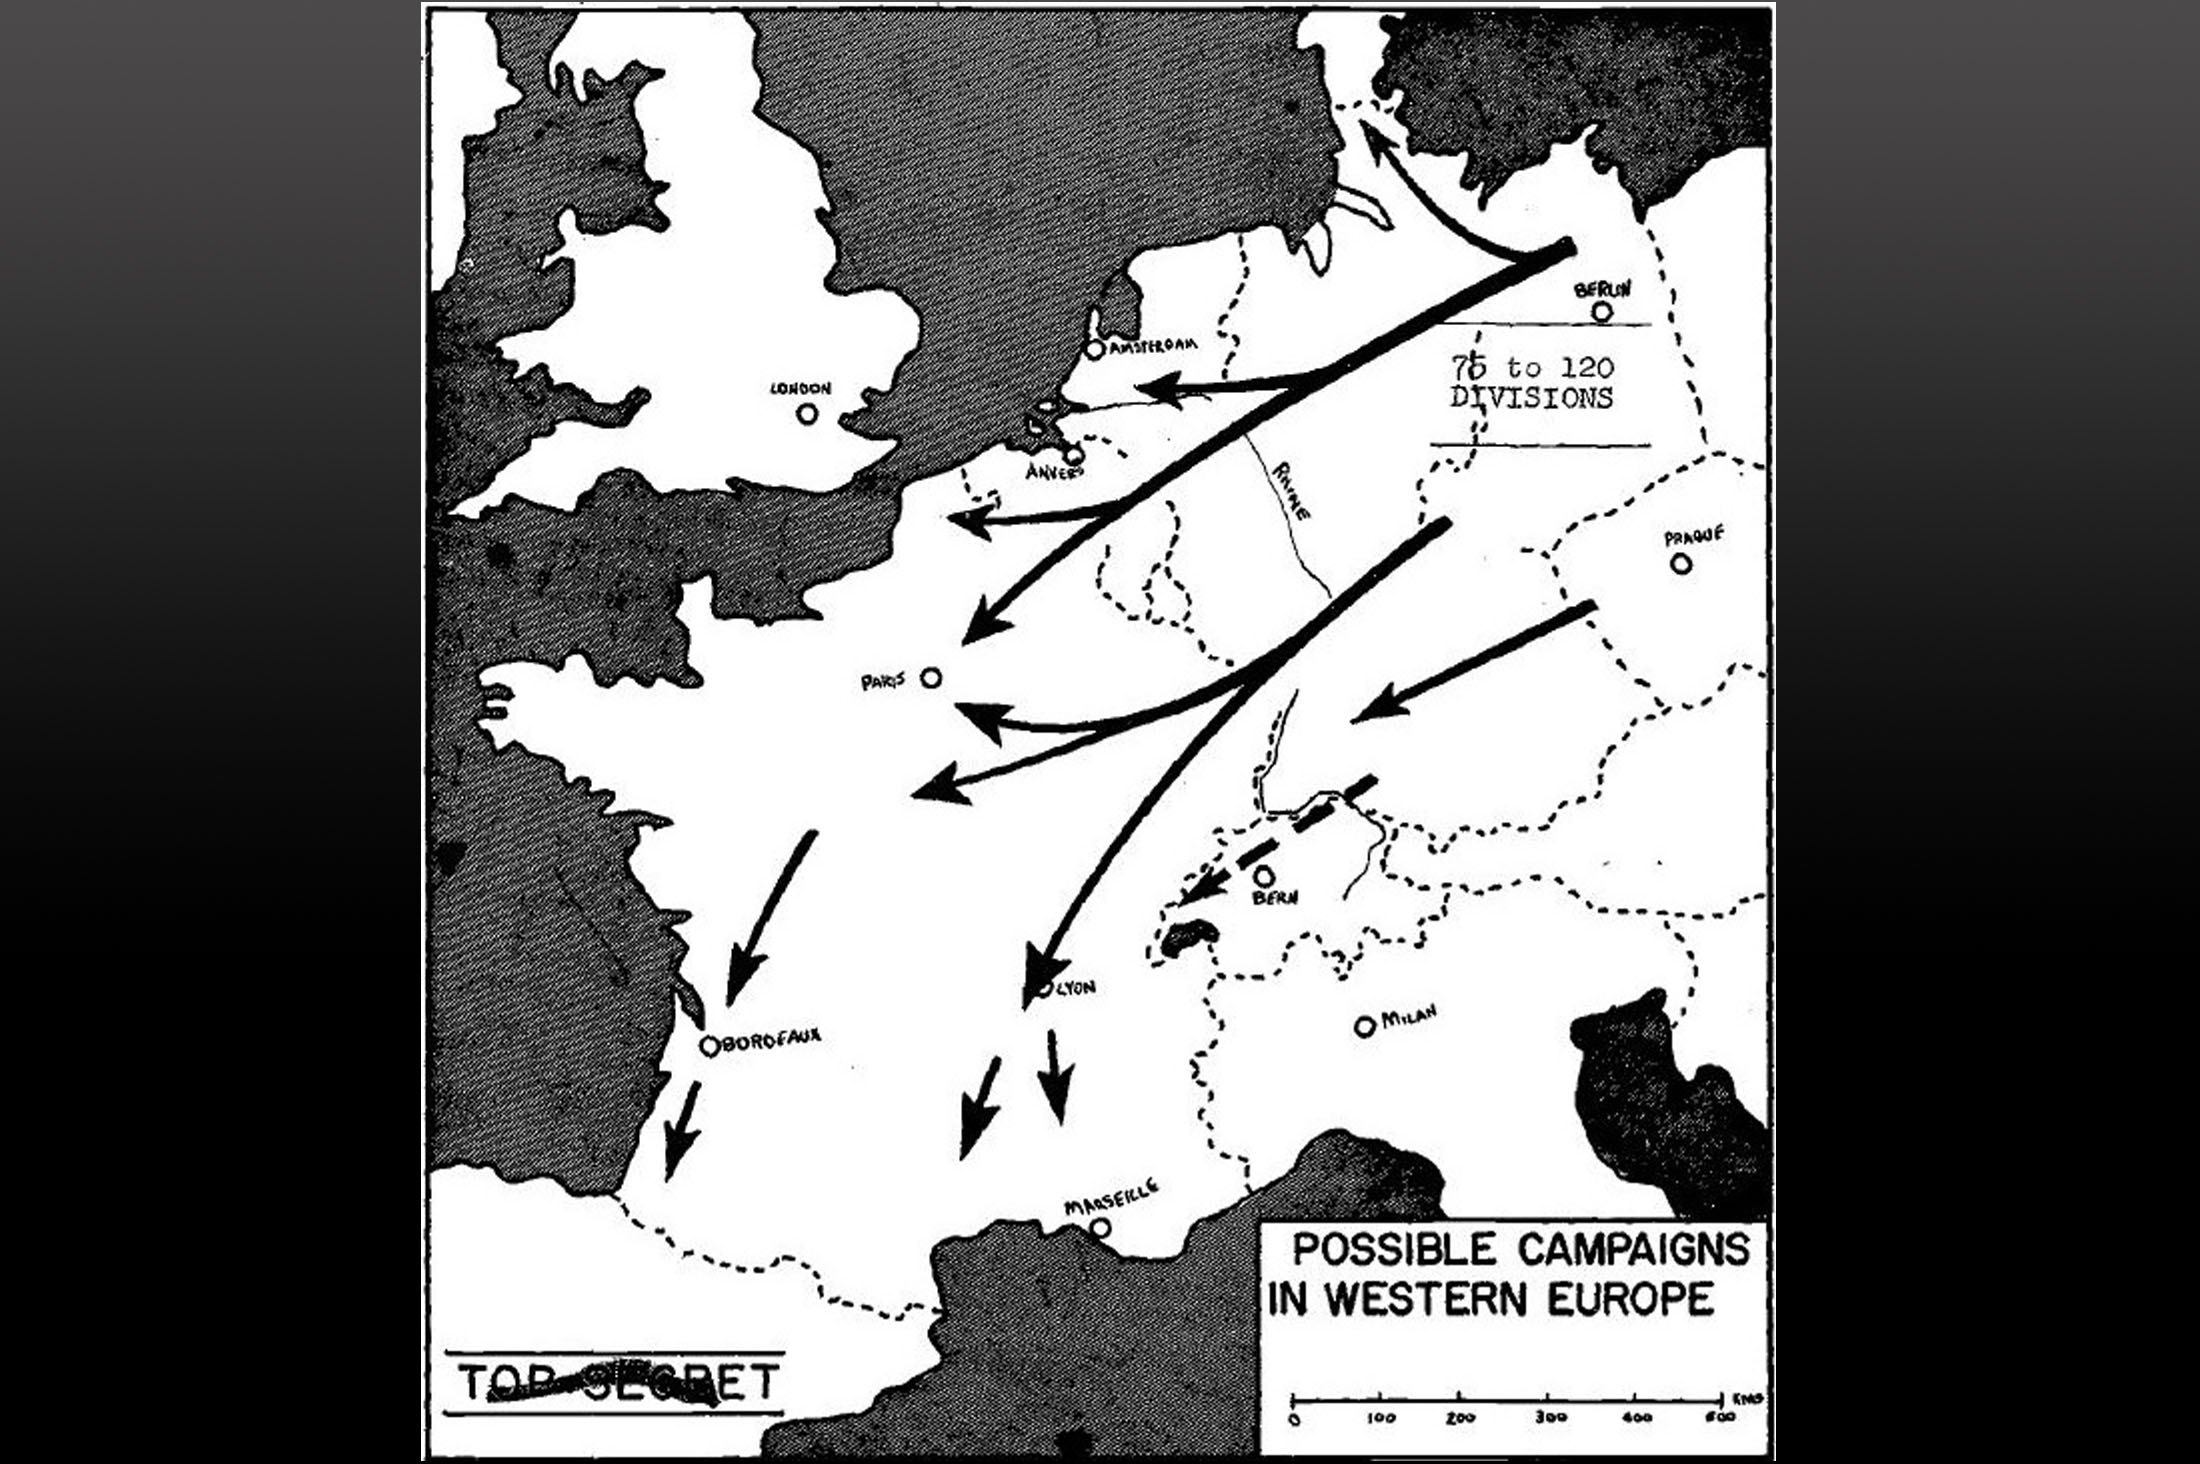 BERLIN
AMSTERDAM
75 to 120
DIVISIONS
LONDON
ANVERS
RHINE
PRAGUE
PARIS
BERN
LYON
MILAN
BORDEAUX
MARSEILLE
POSSIBLE CAMPAIGNS
IN WESTERN EUROPE
TOP SECRET
0 100 200 300 400 500 KMS